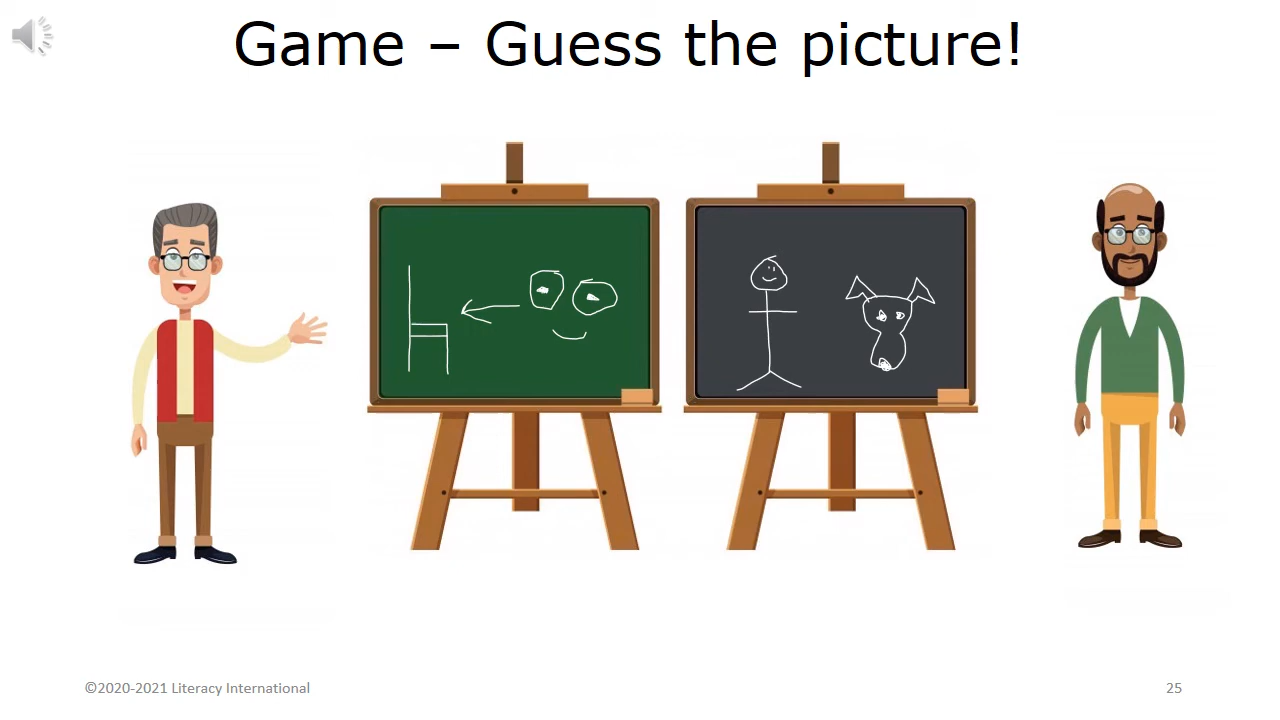 Game – Guess the picture!
©2020-2021 Literacy International
25